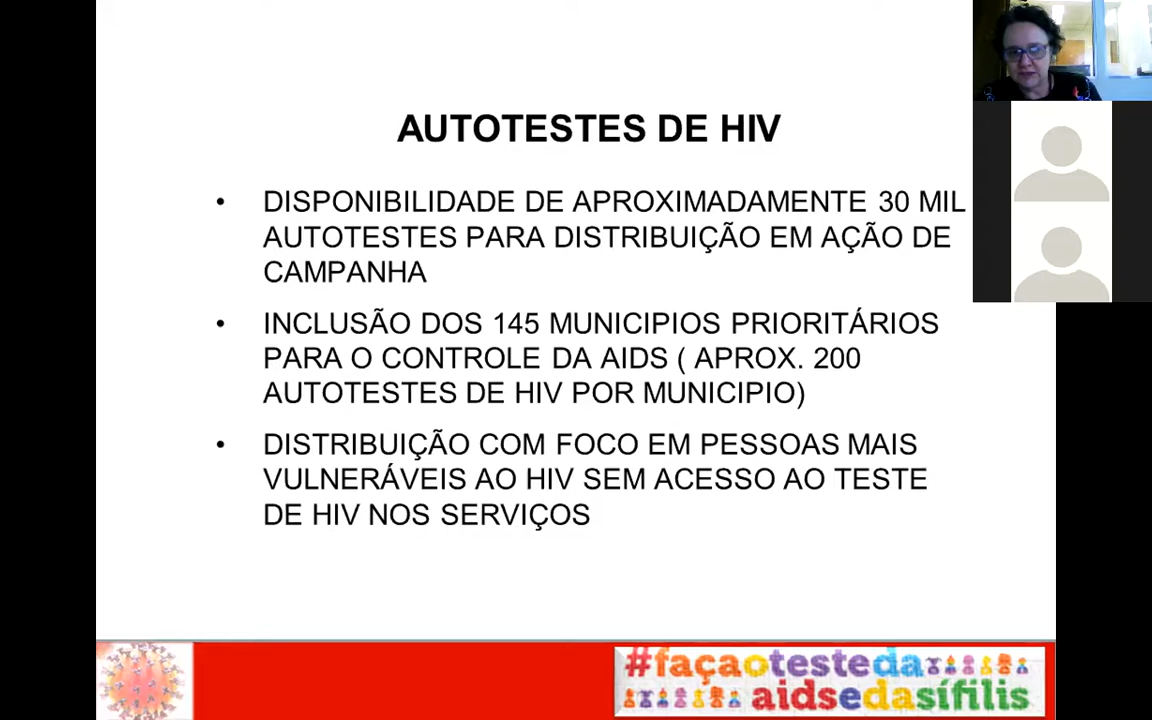 AUTOTESTES DE HIV
• DISPONIBILIDADE DE APROXIMADAMENTE 30 MIL
AUTOTESTES PARA DISTRIBUIÇÃO EM AÇÃO DE
CAMPANHA
• INCLUSÃO DOS 145 MUNICIPIOS PRIORITÁRIOS
PARA O CONTROLE DA AIDS ( APROX. 200
AUTOTESTES DE HIV POR MUNICIPIO)
• DISTRIBUIÇÃO COM FOCO EM PESSOAS MAIS
VULNERÁVEIS AO HIV SEM ACESSO AO TESTE
DE HIV NOS SERVIÇOS
#façaotesteda
aidsedasífilis